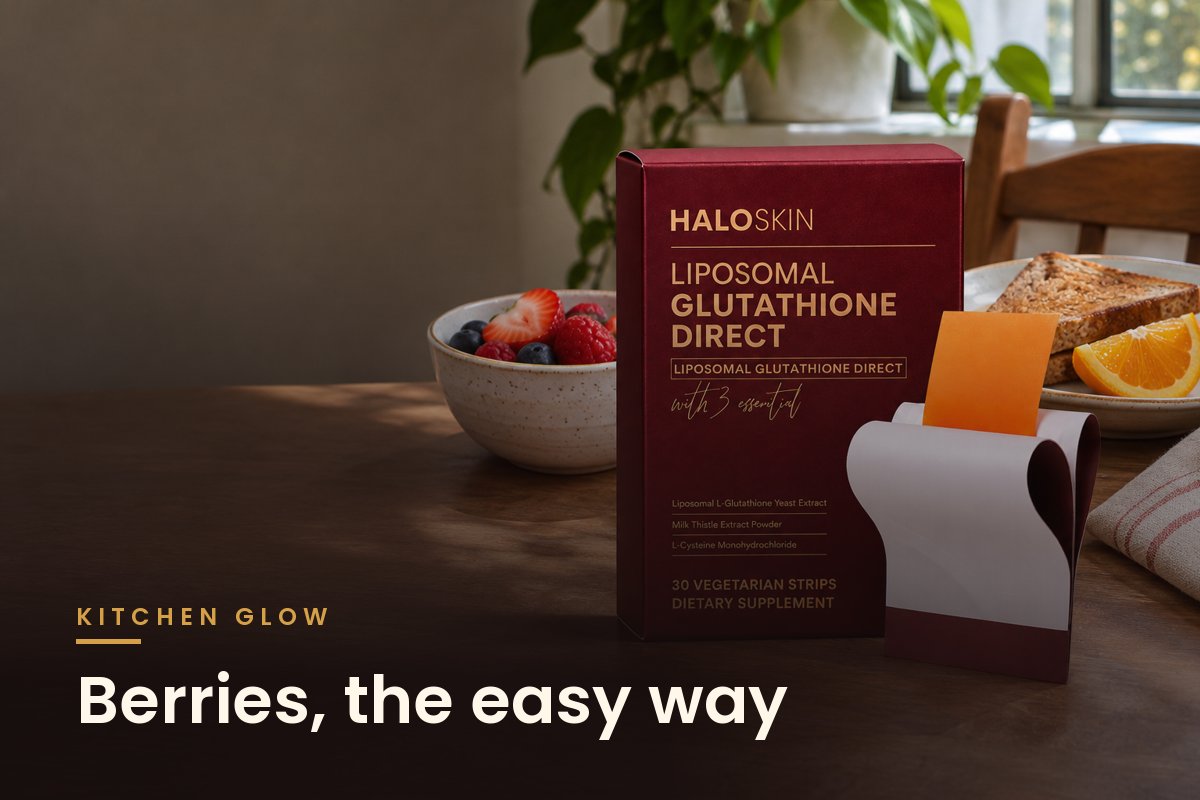 HALOSKIN
LIPOSOMAL
GLUTATHIONE
DIRECT
LIPOSOMAL GLUTATHIONE DIRECT
with 3 essential
Liposomal L-Glutathione Yeast Extract
Milk Thistle Extract Powder
L-Cysteine Monohydrochloride
30 VEGETARIAN STRIPS
DIETARY SUPPLEMENT
KITCHEN GLOW
Berries, the easy way